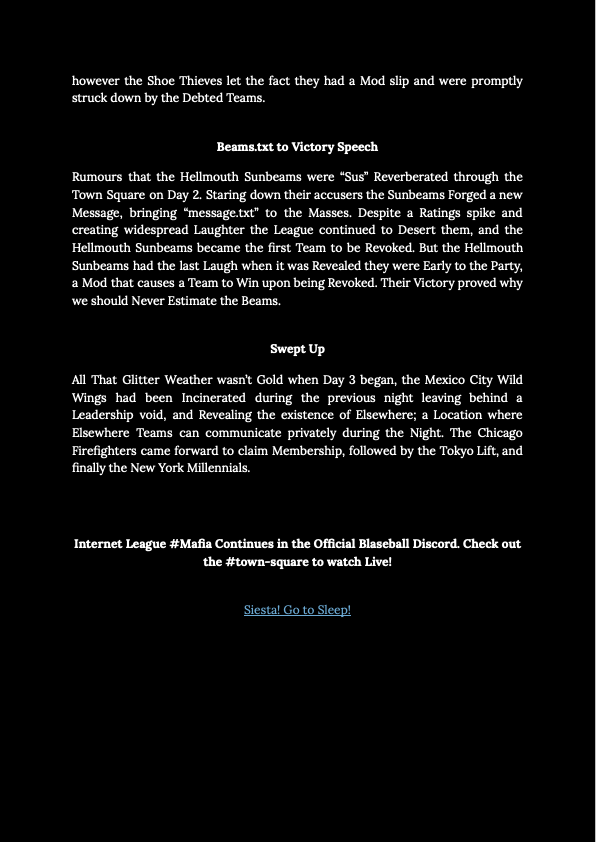 however the Shoe Thieves let the fact they had a Mod slip and were promptly
struck down by the Debted Teams.
Beams.txt to Victory Speech
Rumours that the Hellmouth Sunbeams were “Sus” Reverberated through the
Town Square on Day 2. Staring down their accusers the Sunbeams Forged a new
Message, bringing “message.txt” to the Masses. Despite a Ratings spike and
creating widespread Laughter the League continued to Desert them, and the
Hellmouth Sunbeams became the first Team to be Revoked. But the Hellmouth
Sunbeams had the last Laugh when it was Revealed they were Early to the Party,
a Mod that causes a Team to Win upon being Revoked. Their Victory proved why
we should Never Estimate the Beams.
Swept Up
All That Glitter Weather wasn’t Gold when Day 3 began, the Mexico City Wild
Wings had been Incinerated during the previous night leaving behind a
Leadership void, and Revealing the existence of Elsewhere; a Location where
Elsewhere Teams can communicate privately during the Night. The Chicago
Firefighters came forward to claim Membership, followed by the Tokyo Lift, and
finally the New York Millennials.
Internet League #Mafia Continues in the Official Blaseball Discord. Check out
the #town-square to watch Live!
Siesta! Go to Sleep!